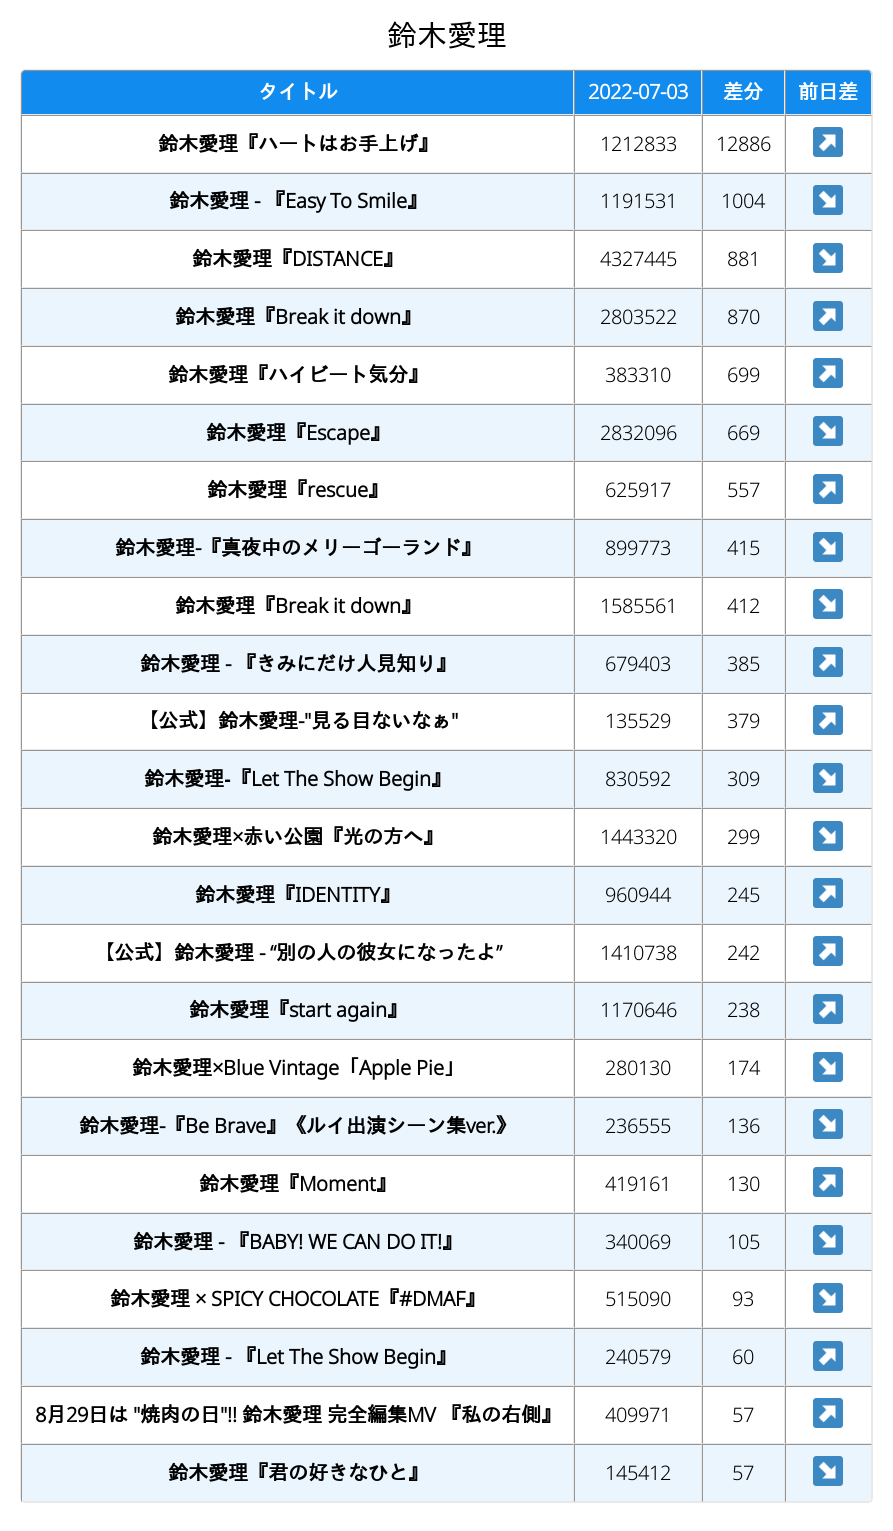 鈴木愛理
タイトル 2022-07-03 差分 前日差
鈴木愛理『ハートはお手上げ』 1212833 12886 ↗
鈴木愛理 - 『Easy To Smile』 1191531 1004 ↘
鈴木愛理『DISTANCE』 4327445 881 ↘
鈴木愛理『Break it down』 2803522 870 ↗
鈴木愛理『ハイビート気分』 383310 699 ↗
鈴木愛理『Escape』 2832096 669 ↘
鈴木愛理『rescue』 625917 557 ↗
鈴木愛理-『真夜中のメリーゴーランド』 899773 415 ↘
鈴木愛理『Break it down』 1585561 412 ↘
鈴木愛理 - 『きみにだけ人見知り』 679403 385 ↗
【公式】鈴木愛理-"見る目ないなぁ" 135529 379 ↗
鈴木愛理-『Let The Show Begin』 830592 309 ↘
鈴木愛理×赤い公園『光の方へ』 1443320 299 ↘
鈴木愛理『IDENTITY』 960944 245 ↗
【公式】鈴木愛理 - “別の人の彼女になったよ” 1410738 242 ↗
鈴木愛理『start again』 1170646 238 ↗
鈴木愛理×Blue Vintage「Apple Pie」 280130 174 ↘
鈴木愛理-『Be Brave』《ルイ出演シーン集ver.》 236555 136 ↘
鈴木愛理『Moment』 419161 130 ↗
鈴木愛理 - 『BABY! WE CAN DO IT!』 340069 105 ↘
鈴木愛理 × SPICY CHOCOLATE『#DMAF』 515090 93 ↘
鈴木愛理 - 『Let The Show Begin』 240579 60 ↗
8月29日は "焼肉の日"!! 鈴木愛理 完全編集MV 『私の右側』 409971 57 ↗
鈴木愛理『君の好きなひと』 145412 57 ↘